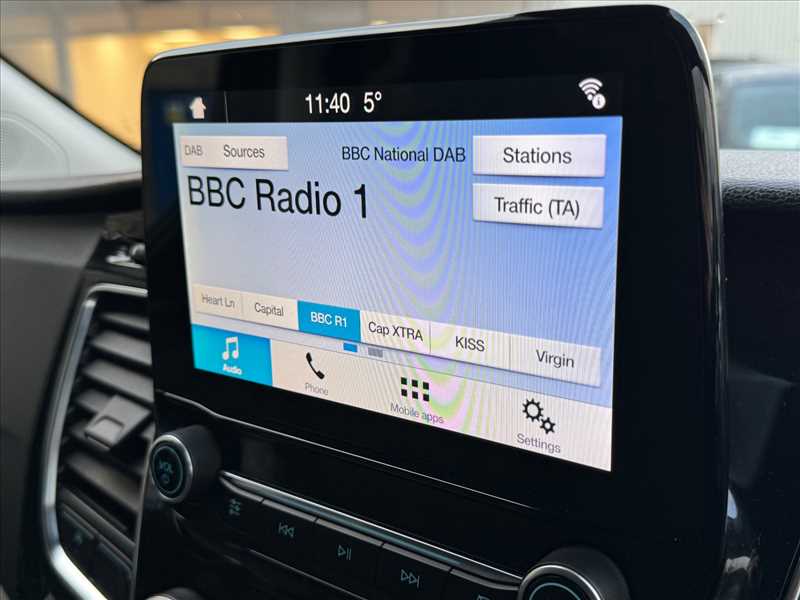 11:40 5°
DAB Sources
BBC National DAB
Stations
BBC Radio 1
Traffic (TA)
Heart Ln
Capital
BBC R1
Cap XTRA
KISS
Virgin
Audio
Phone
Mobile apps
Settings
VOL